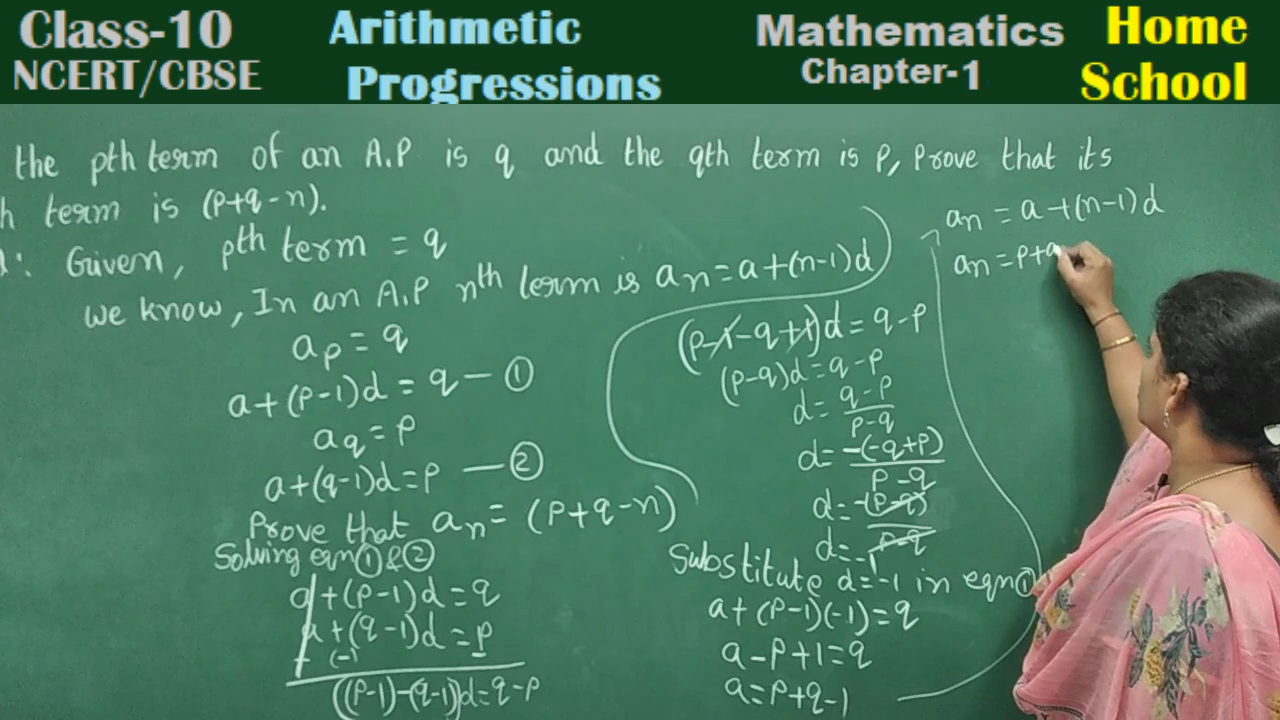 Class-10
NCERT/CBSE
Arithmetic
Progressions
Mathematics
Chapter-1
Home
School
the pth term of an A.P is q and the qth term is P, Prove that its
h term is (P+q-n).
Given, pth term = q
we know, In an A.P nth term is an = a+(n-1)d
ap = q
a+(P-1)d = q — ①
aq = P
a+(q-1)d = P — ②
Prove that an = (P+q-n)
Solving eqn ① & ②
a+(P-1)d = q
a+(q-1)d = P
- (-)
((P-1)-(q-1))d = q-P
(P-1-q+1)d = q-P
(P-q)d = q-P
d = q-P/P-q
d = -(-q+P)/P-q
d = -(P-q)/P-q
d = -1
Substitute d=-1 in eqn ①
a+(P-1)(-1) = q
a-P+1 = q
a = P+q-1
an = a+(n-1)d
an = P+q